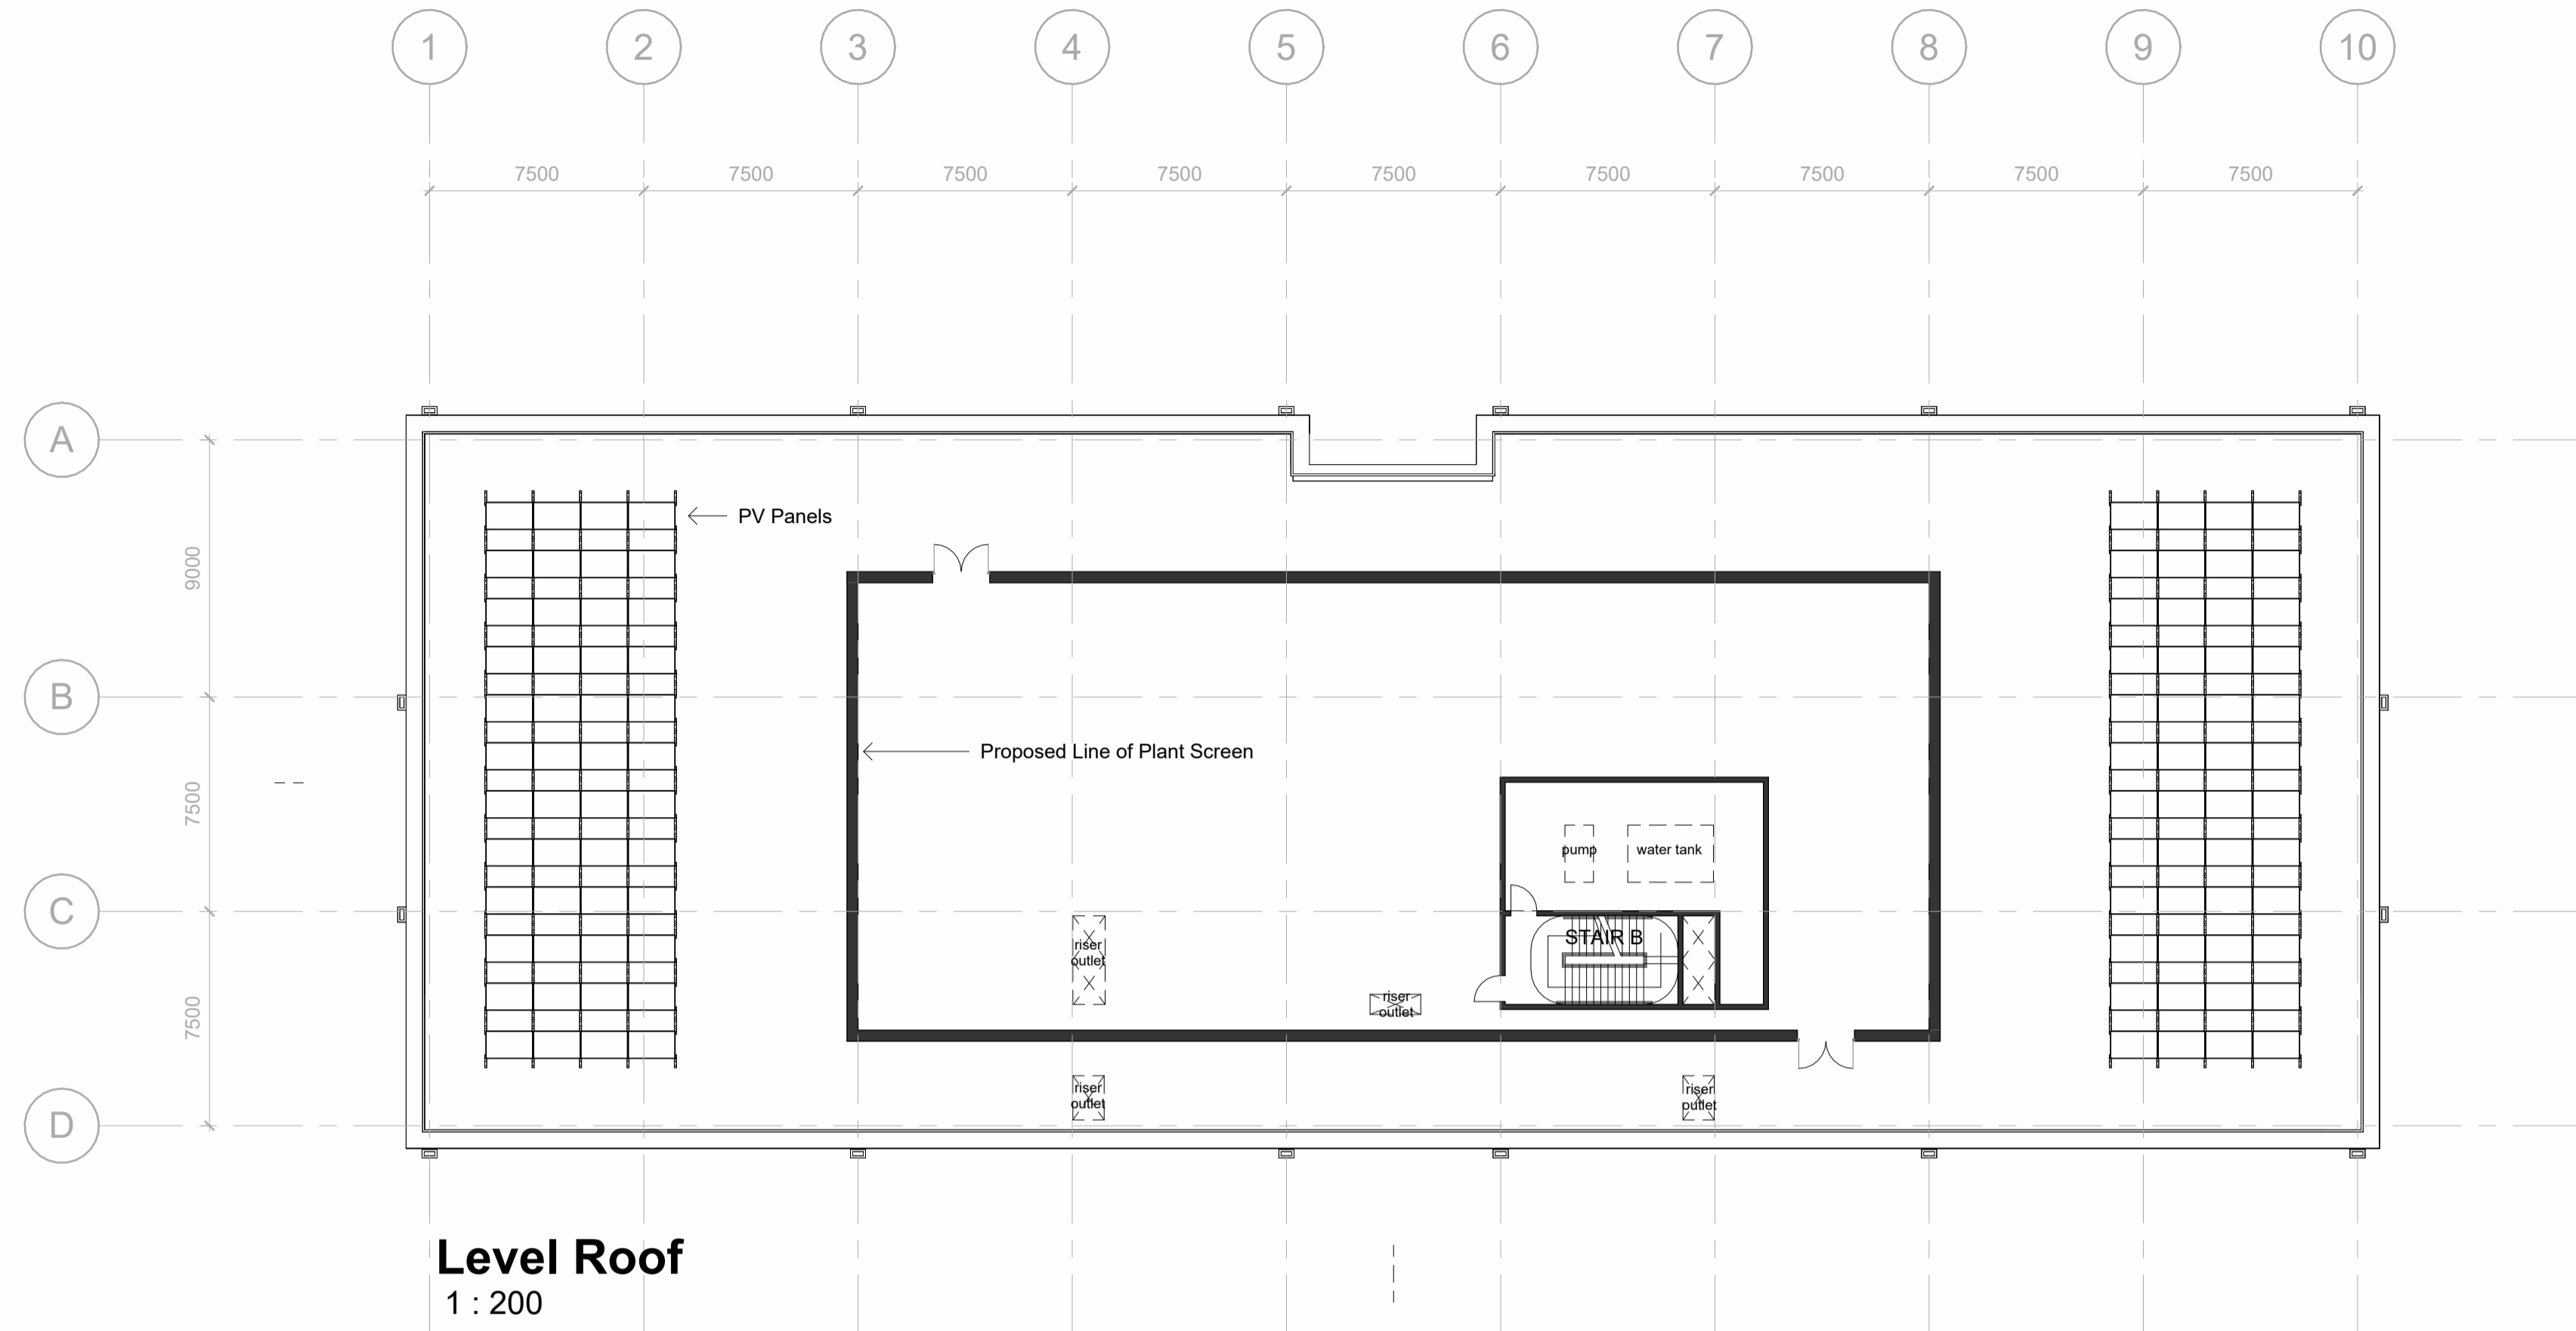 1 2 3 4 5 6 7 8 9 10
7500 7500 7500 7500 7500 7500 7500 7500 7500
A
PV Panels
9000
B
Proposed Line of Plant Screen
7500
pump water tank
C
STAIR B
riser
outlet
riser
outlet
7500
riser
outlet
riser
outlet
D
Level Roof
1 : 200